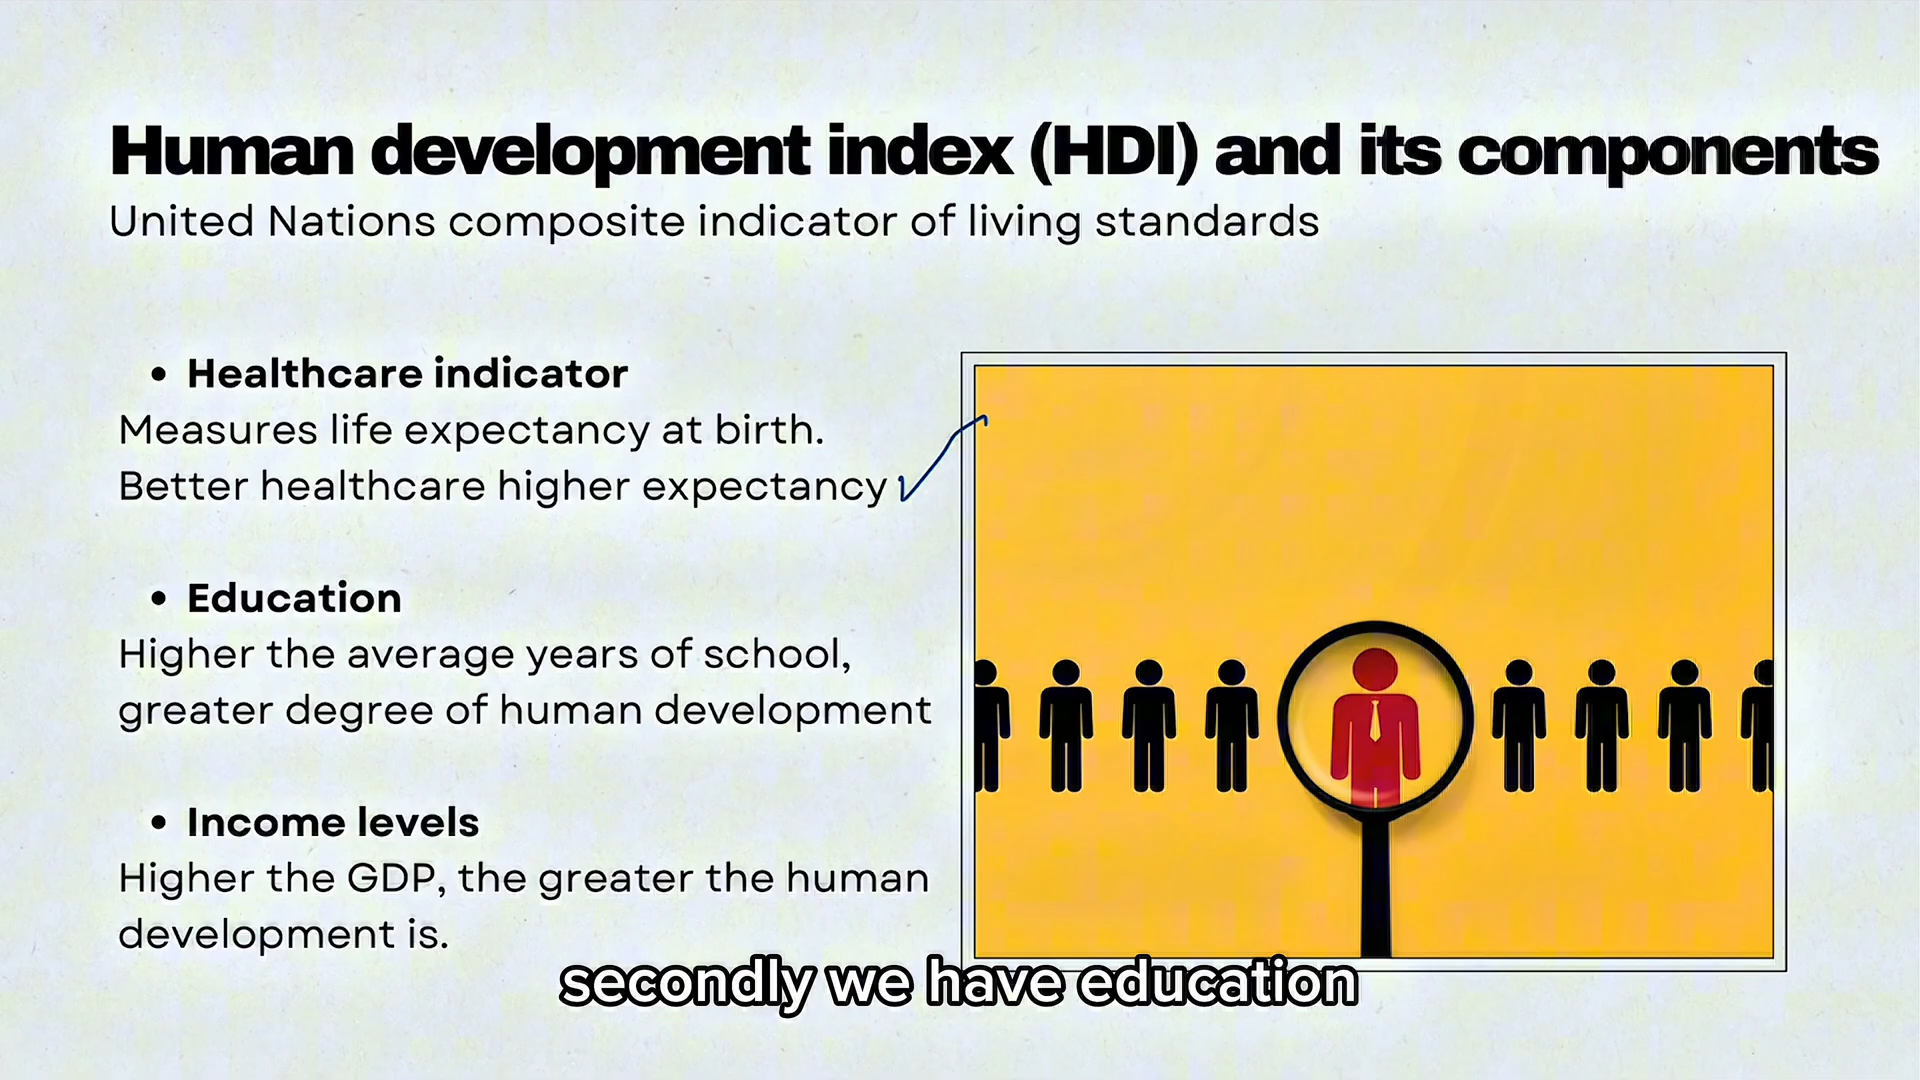 Human development index (HDI) and its components
United Nations composite indicator of living standards
• Healthcare indicator
Measures life expectancy at birth.
Better healthcare higher expectancy
• Education
Higher the average years of school,
greater degree of human development
• Income levels
Higher the GDP, the greater the human
development is.
secondly we have education